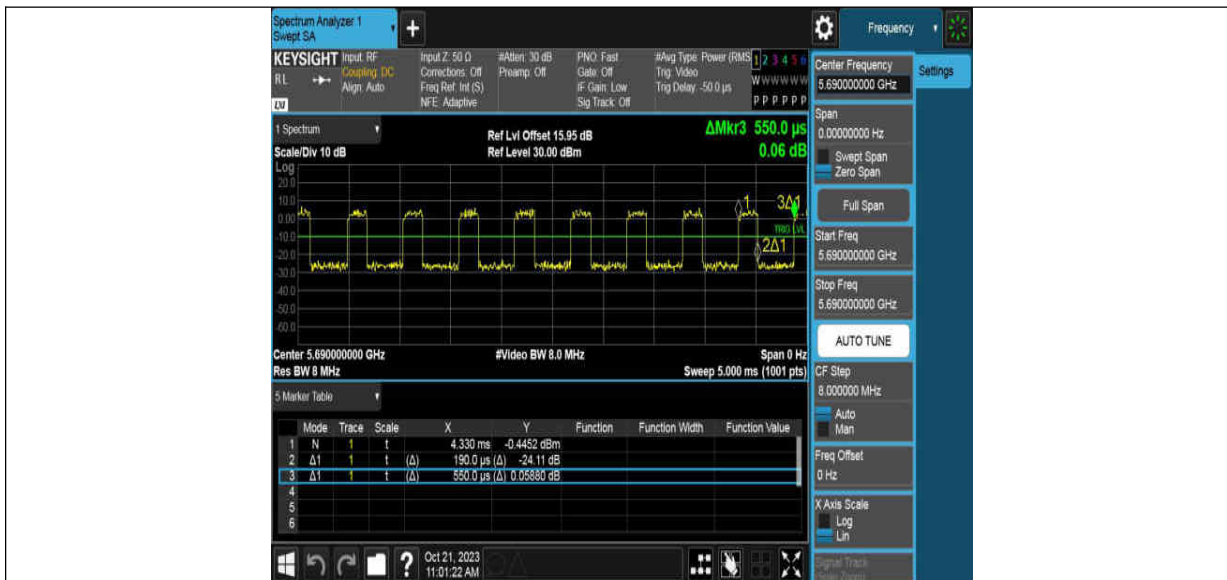 Spectrum Analyzer 1
Swept SA
+
Frequency
KEYSIGHT
RL
LXI
Input: RF
Coupling: DC
Align: Auto
Input Z: 50 Ω
Corrections: Off
Freq Ref: Int (S)
NFE: Adaptive
#Atten: 30 dB
Preamp: Off
PNO: Fast
Gate: Off
IF Gain: Low
Sig Track: Off
#Avg Type: Power (RMS
Trig: Video
Trig Delay: -50.0 µs
1 2 3 4 5 6
W W W W W W
P P P P P P
1 Spectrum
Scale/Div 10 dB
Ref Lvl Offset 15.95 dB
Ref Level 30.00 dBm
ΔMkr3 550.0 µs
0.06 dB
Log
20.0
10.0
0.00
-10.0
-20.0
-30.0
-40.0
-50.0
-60.0
1
3Δ1
TRIG LVL
2Δ1
Center 5.690000000 GHz
#Video BW 8.0 MHz
Span 0 Hz
Res BW 8 MHz
Sweep 5.000 ms (1001 pts)
5 Marker Table
Mode Trace Scale X Y Function Function Width Function Value
1 N 1 t 4.330 ms -0.4452 dBm
2 Δ1 1 t (Δ) 190.0 µs (Δ) -24.11 dB
3 Δ1 1 t (Δ) 550.0 µs (Δ) 0.05880 dB
4
5
6
?
Oct 21, 2023
11:01:22 AM
Center Frequency
5.690000000 GHz
Settings
Span
0.00000000 Hz
Swept Span
Zero Span
Full Span
Start Freq
5.690000000 GHz
Stop Freq
5.690000000 GHz
AUTO TUNE
CF Step
8.000000 MHz
Auto
Man
Freq Offset
0 Hz
X Axis Scale
Log
Lin
Signal Track